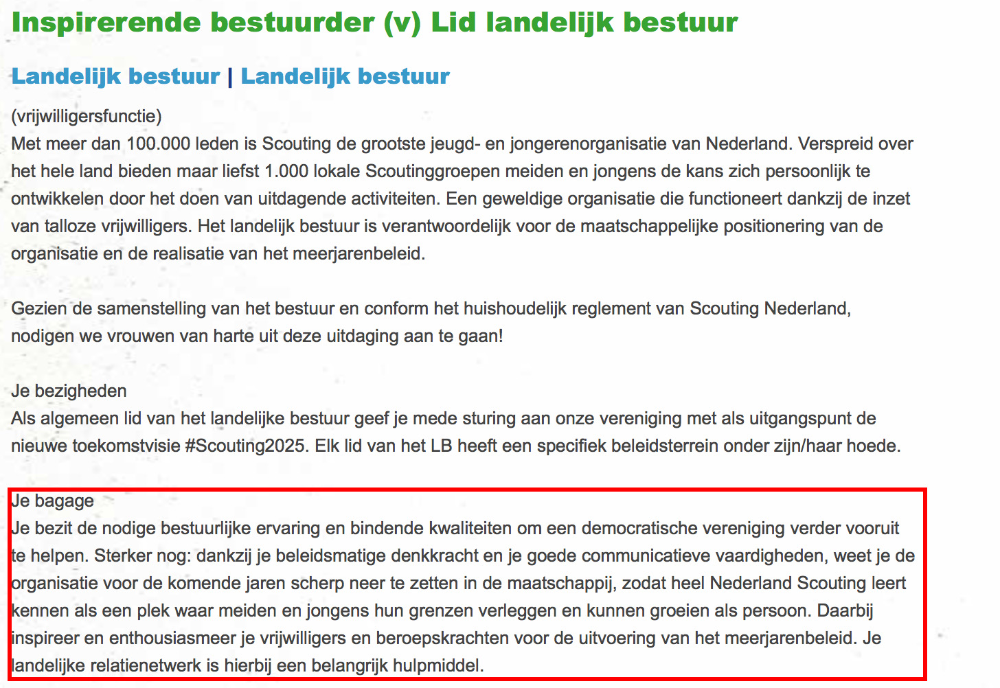 Inspirerende bestuurder (v) Lid landelijk bestuur
Landelijk bestuur | Landelijk bestuur
(vrijwilligersfunctie)
Met meer dan 100.000 leden is Scouting de grootste jeugd- en jongerenorganisatie van Nederland. Verspreid over
het hele land bieden maar liefst 1.000 lokale Scoutinggroepen meiden en jongens de kans zich persoonlijk te
ontwikkelen door het doen van uitdagende activiteiten. Een geweldige organisatie die functioneert dankzij de inzet
van talloze vrijwilligers. Het landelijk bestuur is verantwoordelijk voor de maatschappelijke positionering van de
organisatie en de realisatie van het meerjarenbeleid.
Gezien de samenstelling van het bestuur en conform het huishoudelijk reglement van Scouting Nederland,
nodigen we vrouwen van harte uit deze uitdaging aan te gaan!
Je bezigheden
Als algemeen lid van het landelijke bestuur geef je mede sturing aan onze vereniging met als uitgangspunt de
nieuwe toekomstvisie #Scouting2025. Elk lid van het LB heeft een specifiek beleidsterrein onder zijn/haar hoede.
Je bagage
Je bezit de nodige bestuurlijke ervaring en bindende kwaliteiten om een democratische vereniging verder vooruit
te helpen. Sterker nog: dankzij je beleidsmatige denkkracht en je goede communicatieve vaardigheden, weet je de
organisatie voor de komende jaren scherp neer te zetten in de maatschappij, zodat heel Nederland Scouting leert
kennen als een plek waar meiden en jongens hun grenzen verleggen en kunnen groeien als persoon. Daarbij
inspireer en enthousiasmeer je vrijwilligers en beroepskrachten voor de uitvoering van het meerjarenbeleid. Je
landelijke relatienetwerk is hierbij een belangrijk hulpmiddel.